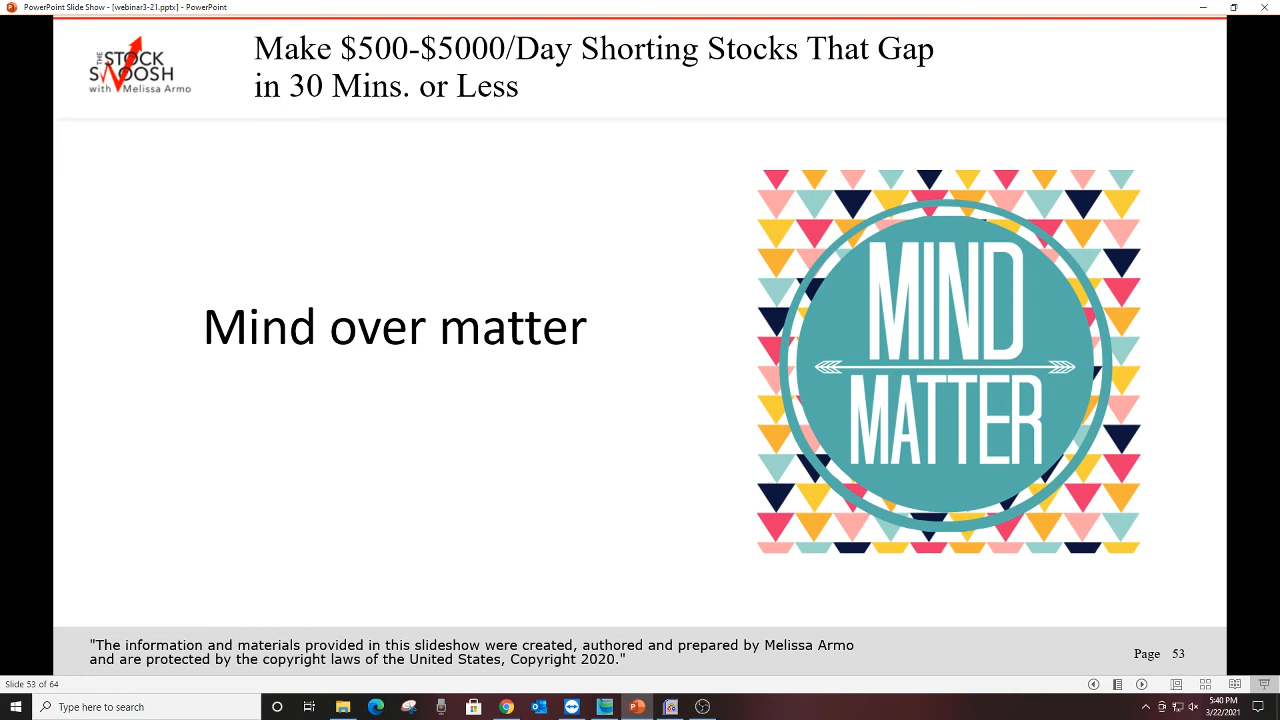 PowerPoint Slide Show - [webinar3-21.pptx] - PowerPoint
THE
STOCK
SWOOSH
with Melissa Armo
Make $500-$5000/Day Shorting Stocks That Gap
in 30 Mins. or Less
Mind over matter
MIND
MATTER
"The information and materials provided in this slideshow were created, authored and prepared by Melissa Armo
and are protected by the copyright laws of the United States, Copyright 2020."
Page 53
Slide 53 of 64
Type here to search
5:40 PM
3/22/2021